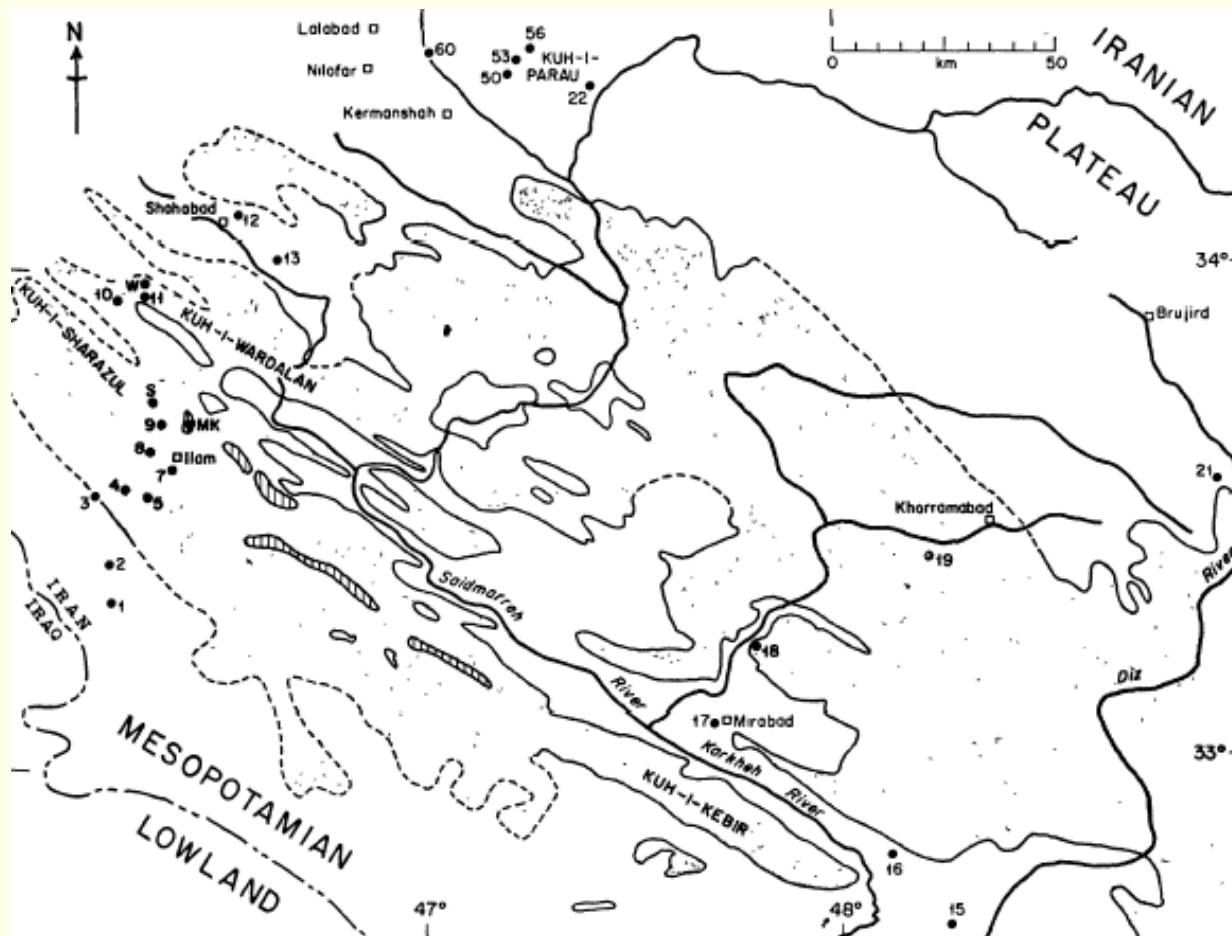 N
Lalabad
Nilofar
Kermanshah
60
56
53
50
KUH-I-
PARAU
22
0 km 50
IRANIAN
PLATEAU
Shahabad
12
13
34°
10
W
11
KUH-I-SHARAZUL
KUH-I-WARDALAN
Brujird
S
9
MK
8
Ilam
7
3
4
5
21
Khorramabad
19
2
1
IRAN
IRAQ
Saidmarreh
River
River
Diz
18
17
Mirabad
33°
Karkheh
River
KUH-I-KEBIR
MESOPOTAMIAN
LOWLAND
16
47°
48°
15